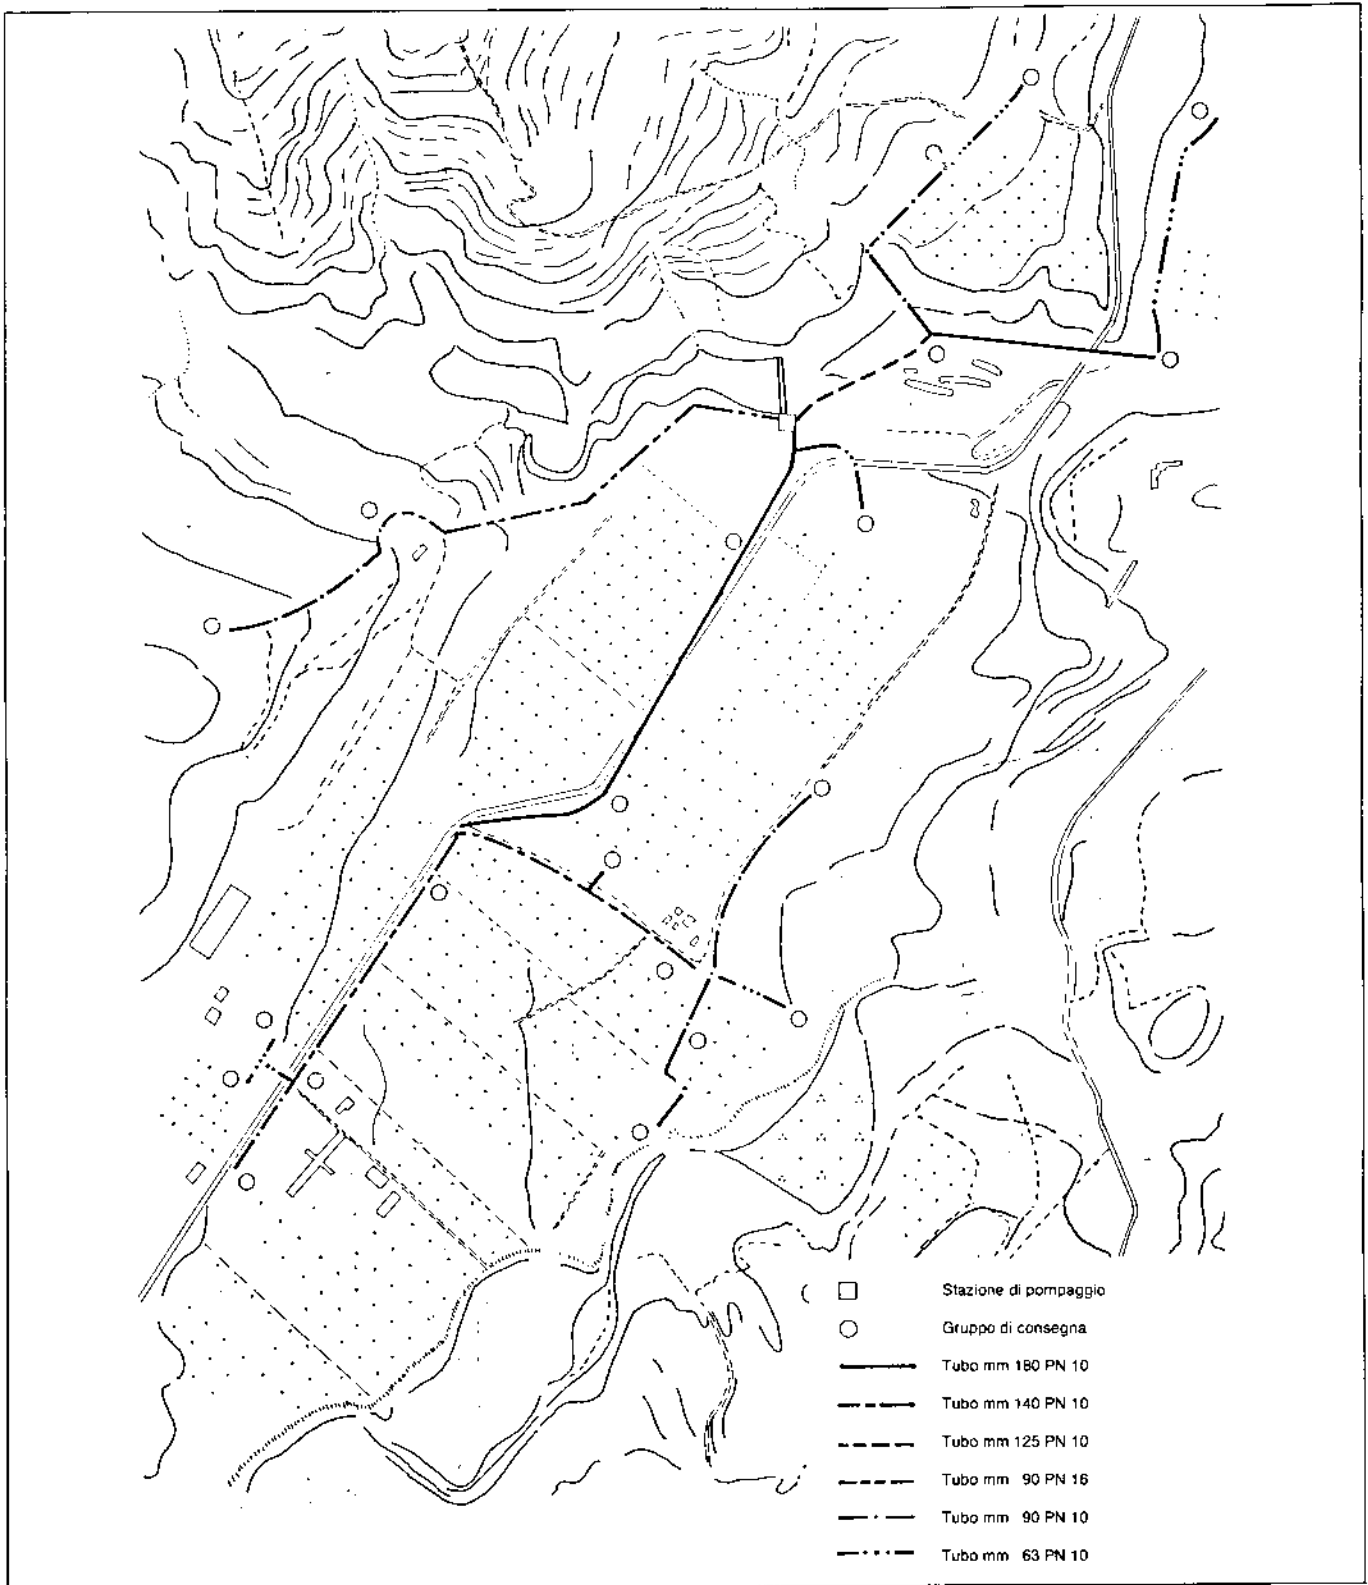 Stazione di pompaggio
Gruppo di consegna
Tubo mm 180 PN 10
Tubo mm 140 PN 10
Tubo mm 125 PN 10
Tubo mm 90 PN 16
Tubo mm 90 PN 10
Tubo mm 63 PN 10